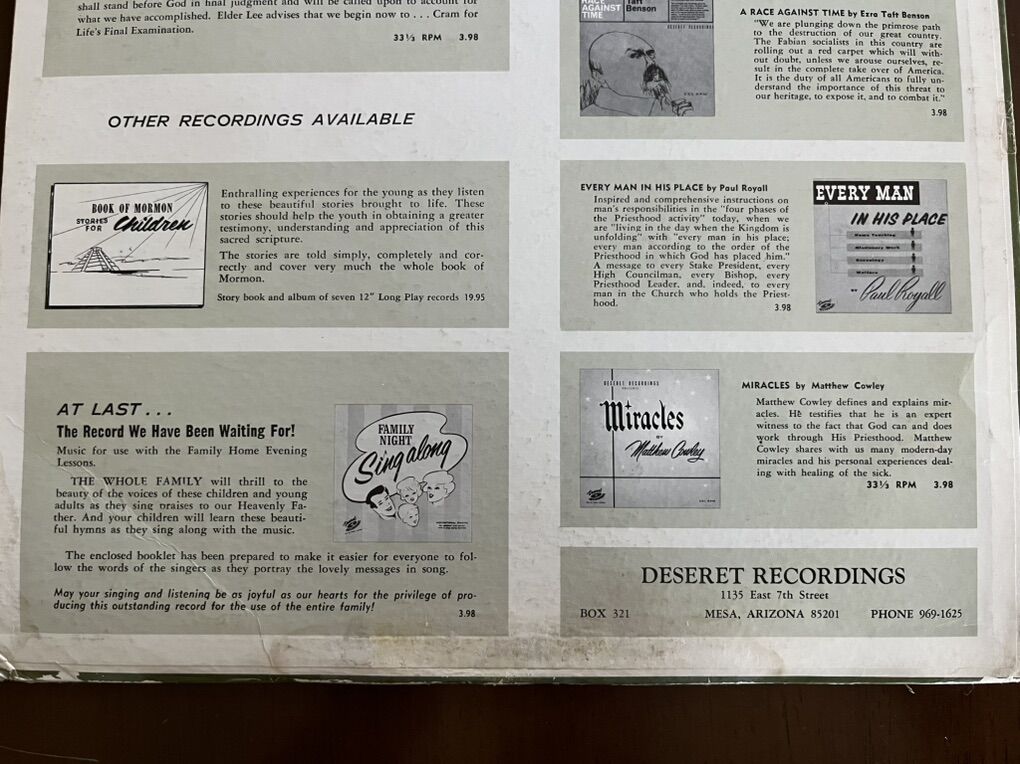 shall stand before God in final judgment and will be called upon to account for
what we have accomplished. Elder Lee advises that we begin now to . . . Cram for
Life's Final Examination.
33⅓ RPM 3.98
OTHER RECORDINGS AVAILABLE
BOOK OF MORMON
STORIES
FOR Children
Enthralling experiences for the young as they listen
to these beautiful stories brought to life. These
stories should help the youth in obtaining a greater
testimony, understanding and appreciation of this
sacred scripture.
The stories are told simply, completely and cor-
rectly and cover very much the whole book of
Mormon.
Story book and album of seven 12" Long Play records 19.95
AT LAST . . .
The Record We Have Been Waiting For!
Music for use with the Family Home Evening
Lessons.
THE WHOLE FAMILY will thrill to the
beauty of the voices of these children and young
adults as they sing praises to our Heavenly Fa-
ther. And your children will learn these beauti-
ful hymns as they sing along with the music.
FAMILY
NIGHT
Sing along
The enclosed booklet has been prepared to make it easier for everyone to fol-
low the words of the singers as they portray the lovely messages in song.
May your singing and listening be as joyful as our hearts for the privilege of pro-
ducing this outstanding record for the use of the entire family!
3.98
RACE
AGAINST
TIME
Taft
Benson
DESERET RECORDINGS
A RACE AGAINST TIME by Ezra Taft Benson
"We are plunging down the primrose path
to the destruction of our great country.
The Fabian socialists in this country are
rolling out a red carpet which will with-
out doubt, unless we arouse ourselves, re-
sult in the complete take over of America.
It is the duty of all Americans to fully un-
derstand the importance of this threat to
our heritage, to expose it, and to combat it."
3.98
EVERY MAN IN HIS PLACE by Paul Royall
Inspired and comprehensive instructions on
man's responsibilities in the "four phases of
the Priesthood activity" today, when we
are "living in the day when the Kingdom is
unfolding" with "every man in his place;
every man according to the order of the
Priesthood in which God has placed him."
A message to every Stake President, every
High Councilman, every Bishop, every
Priesthood Leader, and, indeed, to every
man in the Church who holds the Priest-
hood.
3.98
EVERY MAN
IN HIS PLACE
Home Teaching
Missionary Work
Genealogy
Welfare
BY Paul Royall
DESERET RECORDINGS
Miracles
BY
Matthew Cowley
MIRACLES by Matthew Cowley
Matthew Cowley defines and explains mir-
acles. He testifies that he is an expert
witness to the fact that God can and does
work through His Priesthood. Matthew
Cowley shares with us many modern-day
miracles and his personal experiences deal-
ing with healing of the sick.
33⅓ RPM 3.98
DESERET RECORDINGS
1135 East 7th Street
BOX 321 MESA, ARIZONA 85201 PHONE 969-1625